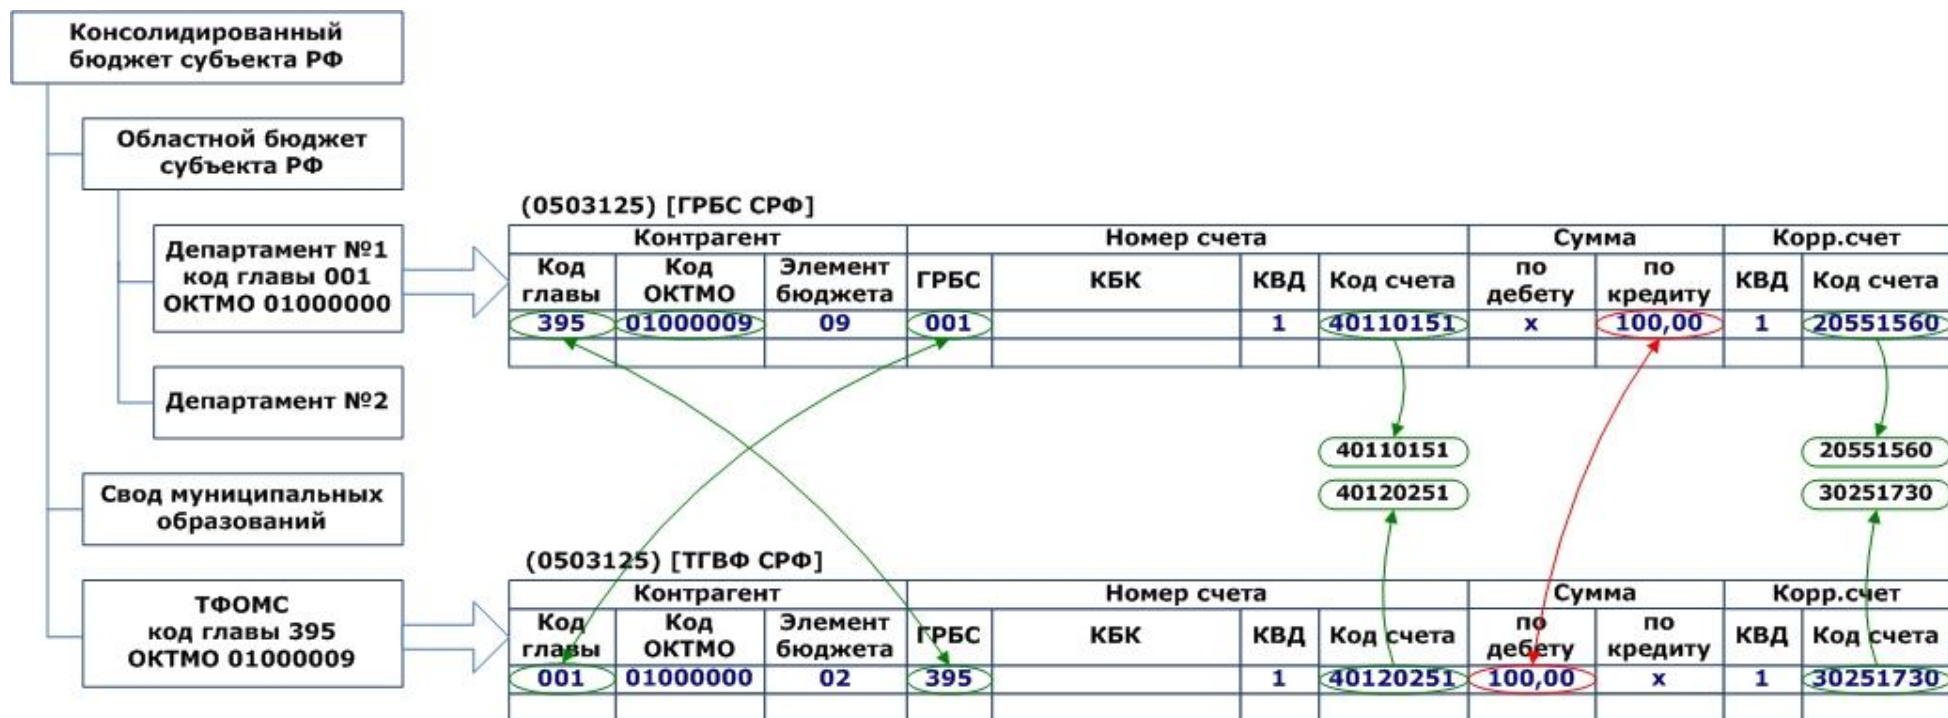 Консолидированный
бюджет субъекта РФ
Областной бюджет
субъекта РФ
Департамент №1
код главы 001
ОКТМО 01000000
Департамент №2
Свод муниципальных
образований
ТФОМС
код главы 395
ОКТМО 01000009
(0503125) [ГРБС СРФ]
Контрагент Номер счета Сумма Корр.счет
Код главы Код ОКТМО Элемент бюджета ГРБС КБК КВД Код счета по дебету по кредиту КВД Код счета
395 01000009 09 001 1 40110151 х 100,00 1 20551560
40110151 20551560
40120251 30251730
(0503125) [ТГВФ СРФ]
Контрагент Номер счета Сумма Корр.счет
Код главы Код ОКТМО Элемент бюджета ГРБС КБК КВД Код счета по дебету по кредиту КВД Код счета
001 01000000 02 395 1 40120251 100,00 х 1 30251730